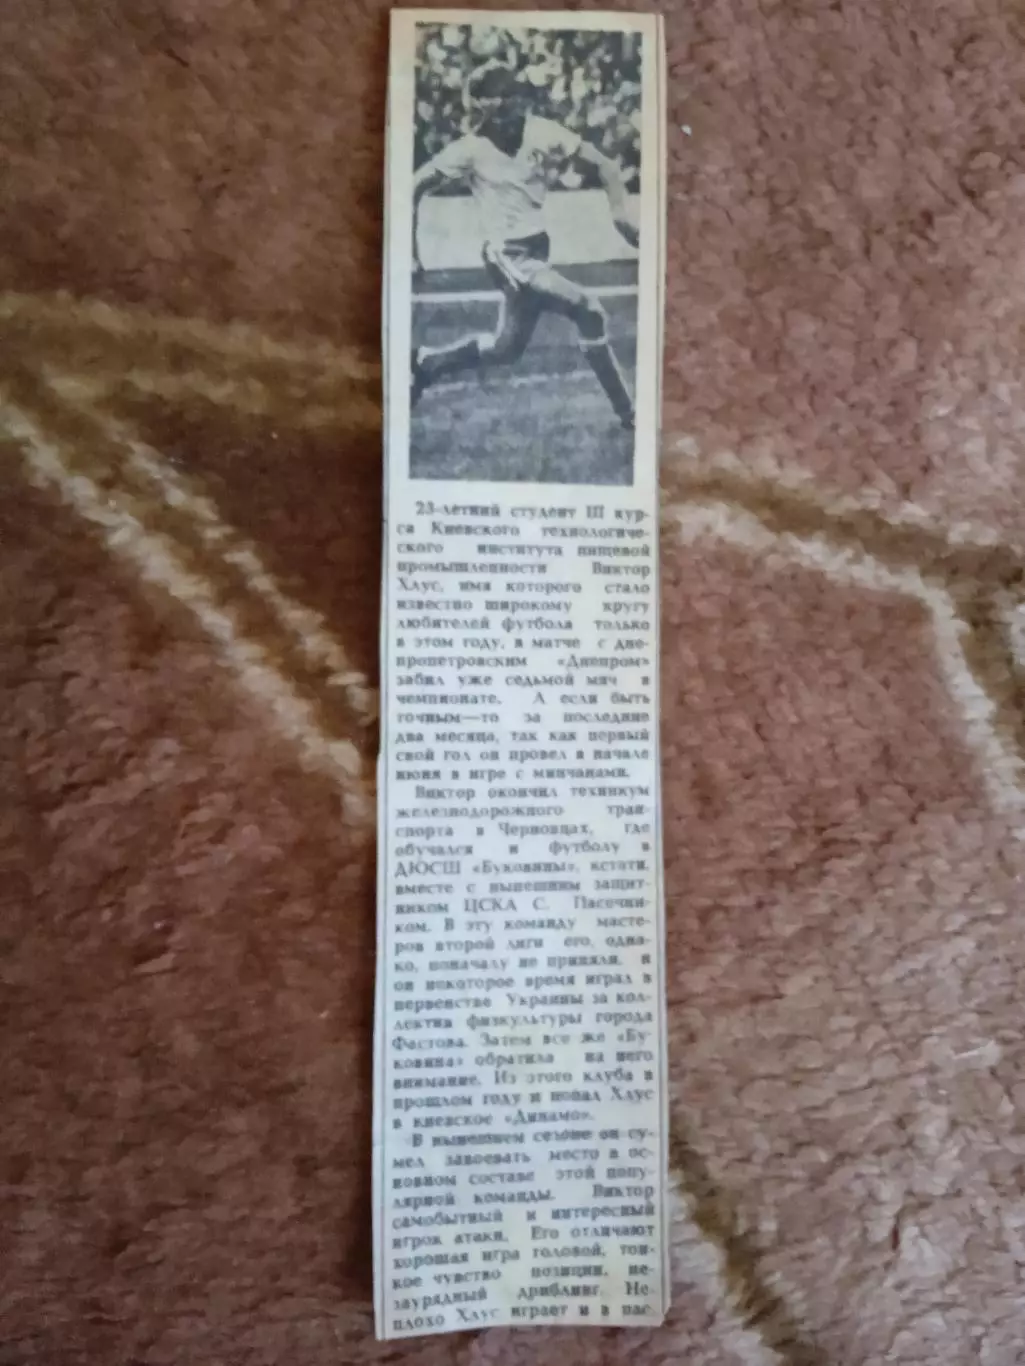 23-летний студент III кур-
са Киевского технологиче-
ского института пищевой
промышленности Виктор
Хлус, имя которого стало
известно широкому кругу
любителей футбола только
в этом году, в матче с дне-
пропетровским «Днепром»
забил уже седьмой мяч в
чемпионате. А если быть
точным—то за последние
два месяца, так как первый
свой гол он провел в начале
июня в игре с минчанами.
Виктор окончил техникум
железнодорожного тран-
спорта в Черновцах, где
обучался и футболу в
ДЮСШ «Буковины», кстати,
вместе с нынешним защит-
ником ЦСКА С. Пасечни-
ком. В эту команду масте-
ров второй лиги его, одна-
ко, поначалу не приняли, и
он некоторое время играл в
первенстве Украины за кол-
лектив физкультуры города
Фастова. Затем все же «Бу-
ковина» обратила на него
внимание. Из этого клуба в
прошлом году и попал Хлус
в киевское «Динамо».
В нынешнем сезоне он су-
мел завоевать место в ос-
новном составе этой попу-
лярной команды. Виктор
самобытный и интересный
игрок атаки. Его отличают
хорошая игра головой, тон-
кое чувство позиции, не-
заурядный дриблинг. Не-
плохо Хлус играет и в пас